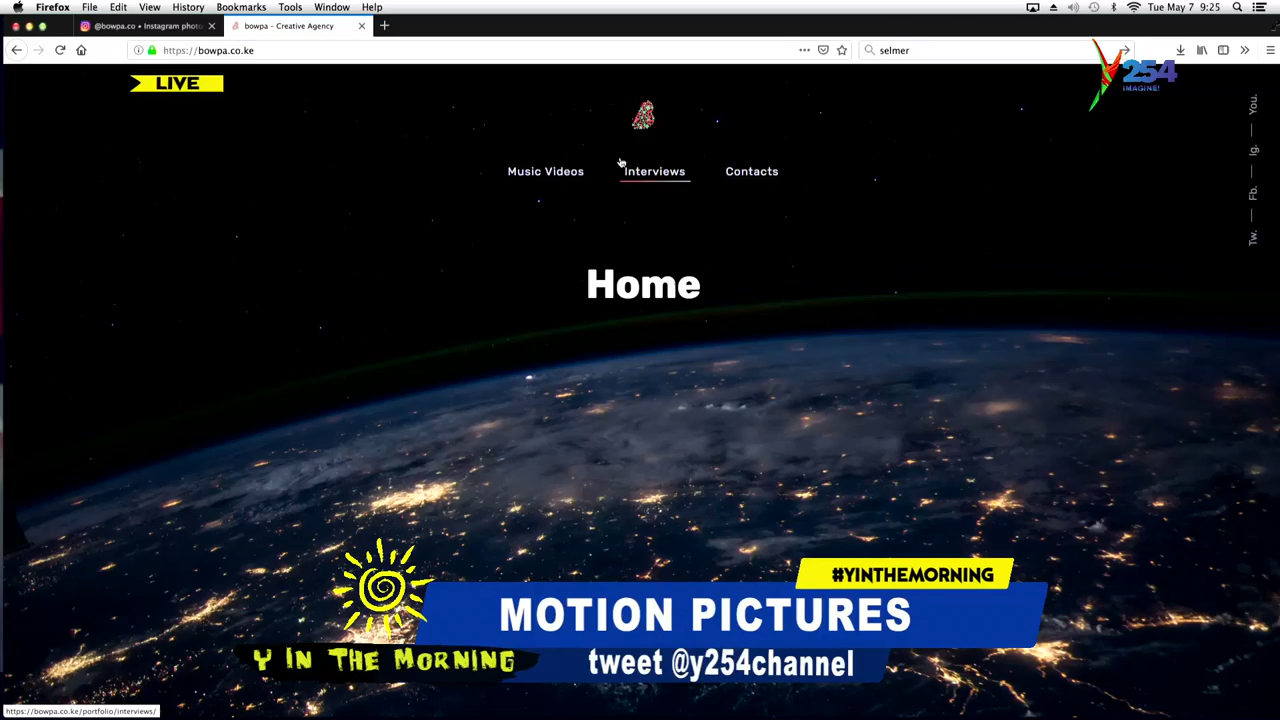 Firefox File Edit View History Bookmarks Tools Window Help Tue May 7 9:25
@bowpa.co • Instagram photo
bowpa – Creative Agency
https://bowpa.co.ke
selmer
LIVE
Y254
IMAGINE!
Music Videos Interviews Contacts
You.
Ig.
Fb.
Tw.
Home
#YINTHEMORNING
MOTION PICTURES
Y IN THE MORNING
tweet @y254channel
https://bowpa.co.ke/portfolio/interviews/